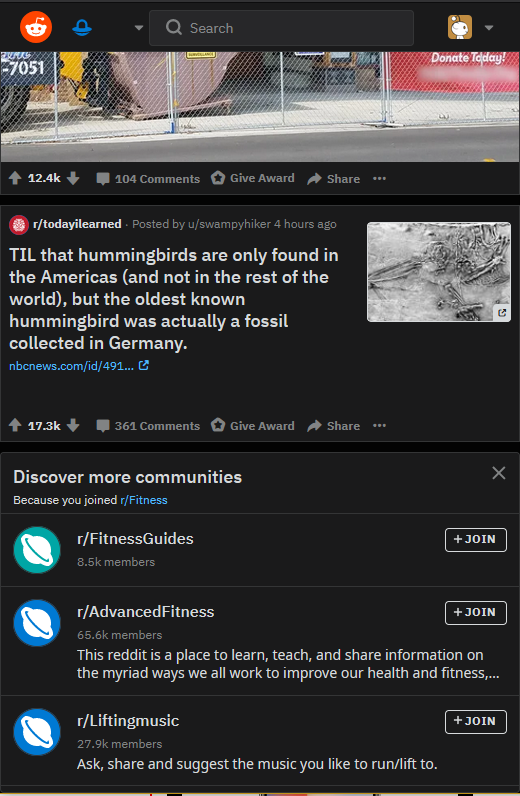 Search
-7051
Donate Today!
12.4k
104 Comments
Give Award
Share
r/todayilearned · Posted by u/swampyhiker 4 hours ago
TIL that hummingbirds are only found in
the Americas (and not in the rest of the
world), but the oldest known
hummingbird was actually a fossil
collected in Germany.
nbcnews.com/id/491...
17.3k
361 Comments
Give Award
Share
Discover more communities
Because you joined r/Fitness
r/FitnessGuides
8.5k members
+ JOIN
r/AdvancedFitness
65.6k members
+ JOIN
This reddit is a place to learn, teach, and share information on
the myriad ways we all work to improve our health and fitness,...
r/Liftingmusic
27.9k members
+ JOIN
Ask, share and suggest the music you like to run/lift to.